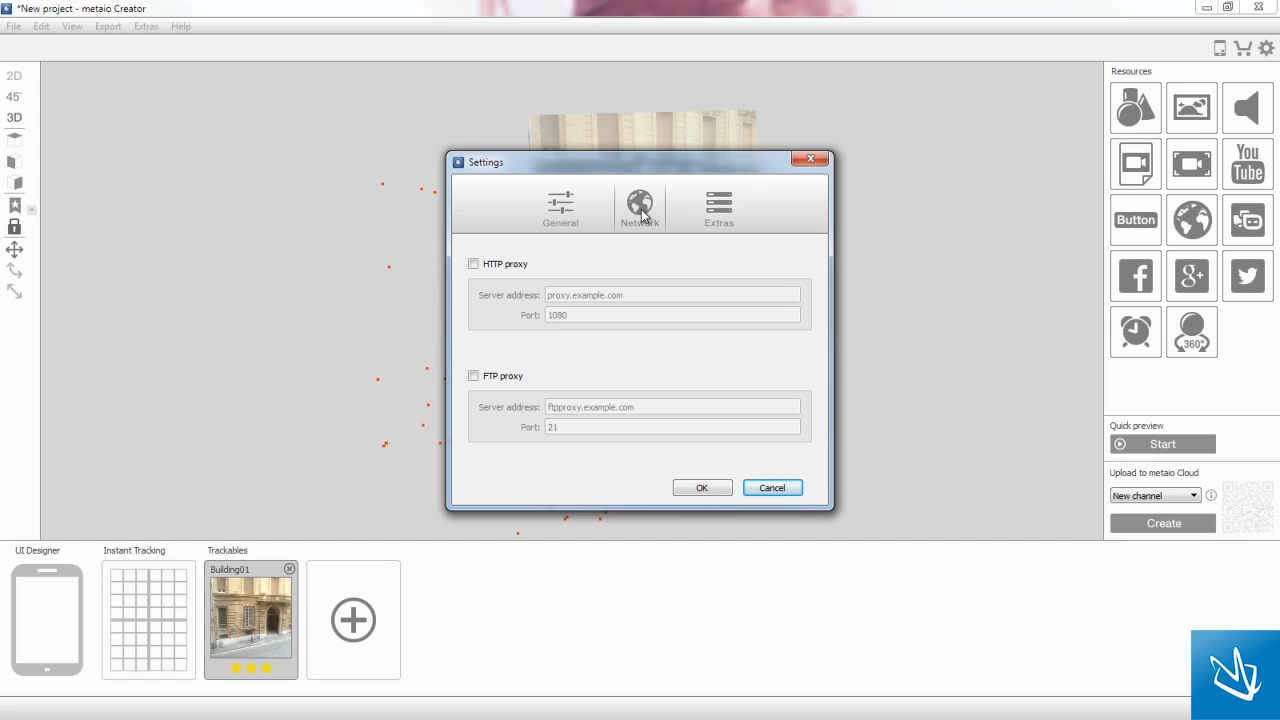 *New project - metaio Creator
File Edit View Export Extras Help
2D
45°
3D
Settings
General Network Extras
HTTP proxy
Server address: proxy.example.com
Port: 1080
FTP proxy
Server address: ftpproxy.example.com
Port: 21
OK Cancel
Resources
You
Tube
Button
f
g+
360°
Quick preview
Start
Upload to metaio Cloud
New channel
Create
UI Designer Instant Tracking Trackables
Building01